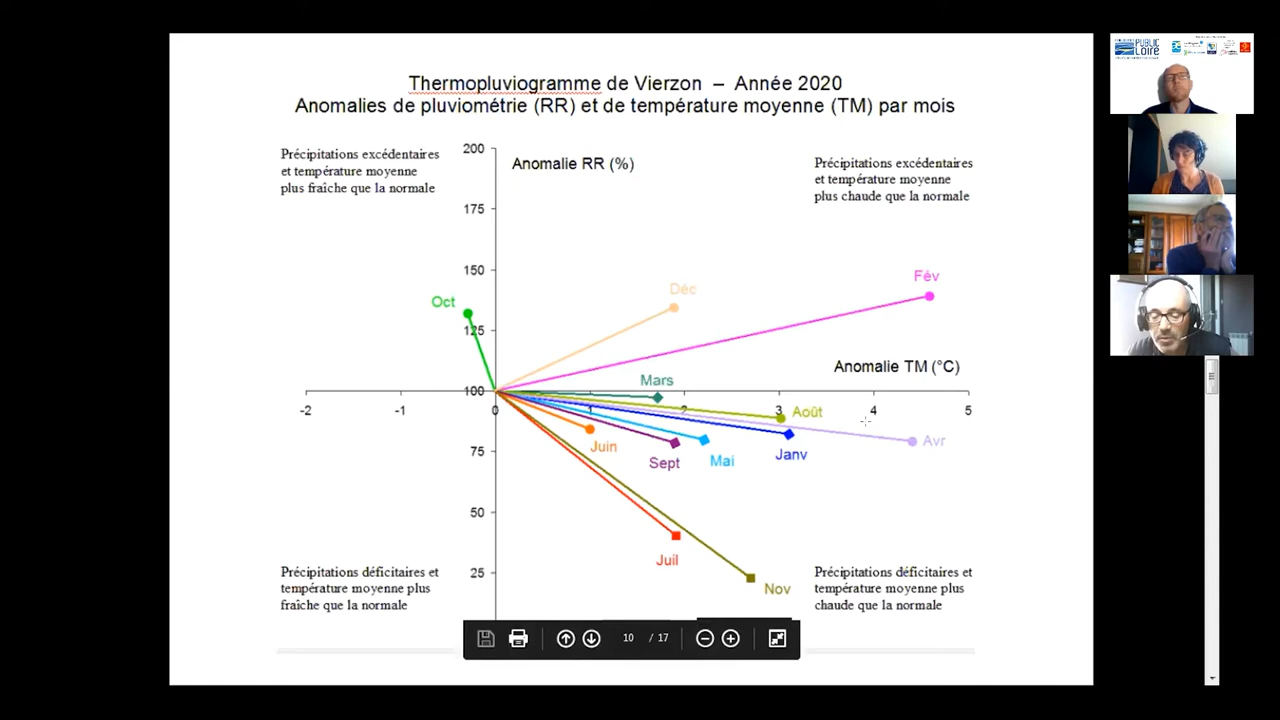 Thermopluviogramme de Vierzon – Année 2020
Anomalies de pluviométrie (RR) et de température moyenne (TM) par mois
Précipitations excédentaires
et température moyenne
plus fraîche que la normale
Anomalie RR (%)
Précipitations excédentaires
et température moyenne
plus chaude que la normale
200
175
150
125
100
75
50
25
Oct
Déc
Fév
Anomalie TM (°C)
Mars
-2
-1
0
1
2
3
4
5
Août
Avr
Juin
Sept
Mai
Janv
Juil
Nov
Précipitations déficitaires et
température moyenne plus
fraîche que la normale
Précipitations déficitaires et
température moyenne plus
chaude que la normale
10 / 17
PUBLIC
LOIRE